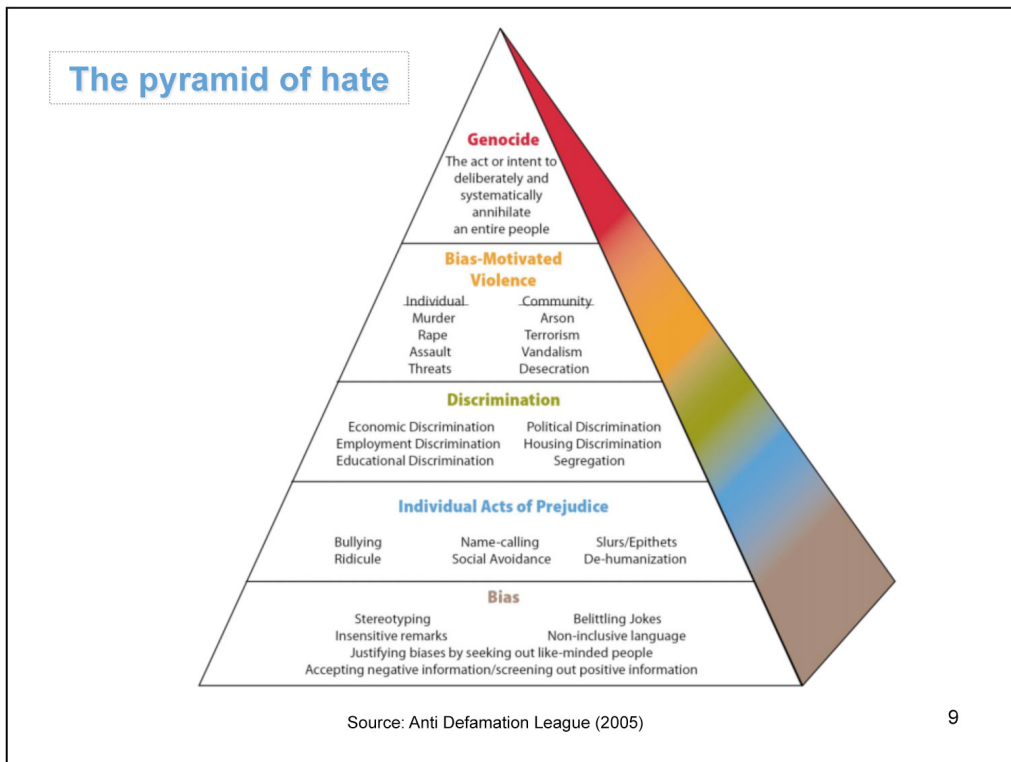 The pyramid of hate
Genocide
The act or intent to
deliberately and
systematically
annihilate
an entire people
Bias-Motivated
Violence
Individual Community
Murder Arson
Rape Terrorism
Assault Vandalism
Threats Desecration
Discrimination
Economic Discrimination Political Discrimination
Employment Discrimination Housing Discrimination
Educational Discrimination Segregation
Individual Acts of Prejudice
Bullying Name-calling Slurs/Epithets
Ridicule Social Avoidance De-humanization
Bias
Stereotyping Belittling Jokes
Insensitive remarks Non-inclusive language
Justifying biases by seeking out like-minded people
Accepting negative information/screening out positive information
Source: Anti Defamation League (2005)
9